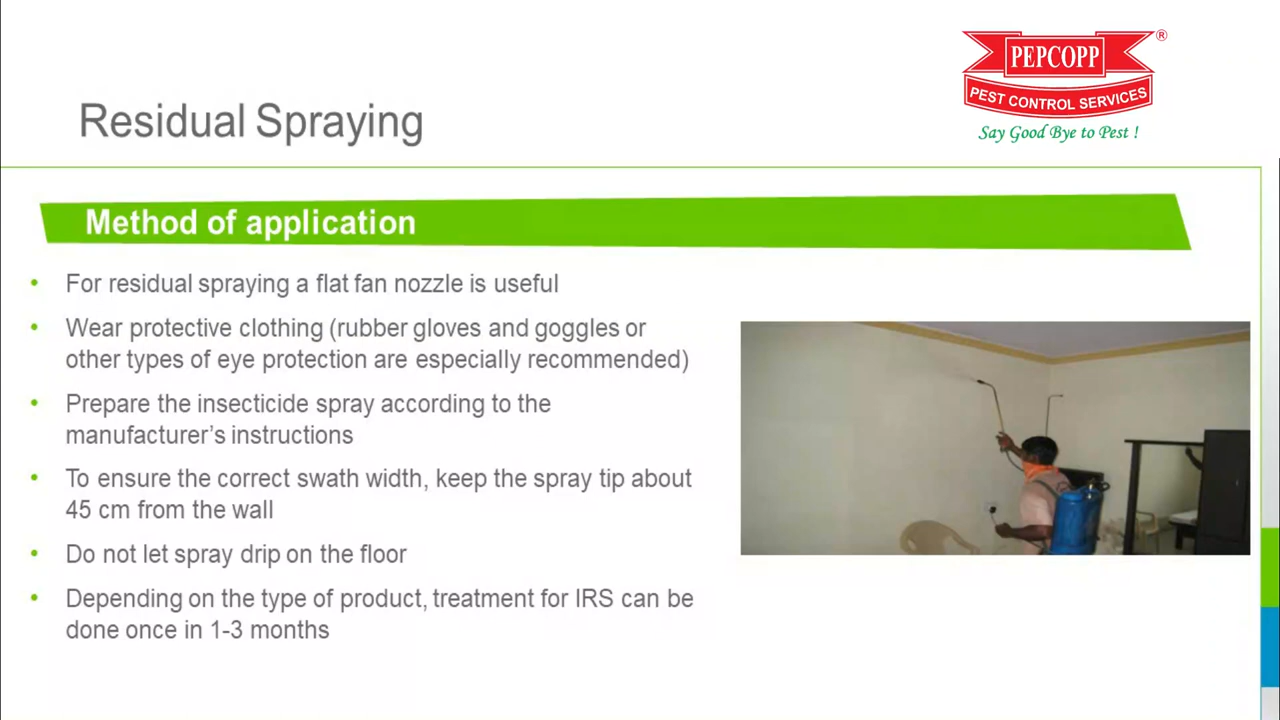 PEPCOPP
®
PEST CONTROL SERVICES
Say Good Bye to Pest !
Residual Spraying
Method of application
• For residual spraying a flat fan nozzle is useful
• Wear protective clothing (rubber gloves and goggles or
other types of eye protection are especially recommended)
• Prepare the insecticide spray according to the
manufacturer’s instructions
• To ensure the correct swath width, keep the spray tip about
45 cm from the wall
• Do not let spray drip on the floor
• Depending on the type of product, treatment for IRS can be
done once in 1-3 months